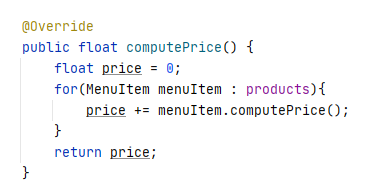 @Override
public float computePrice() {
    float price = 0;
    for(MenuItem menuItem : products){
        price += menuItem.computePrice();
    }
    return price;
}